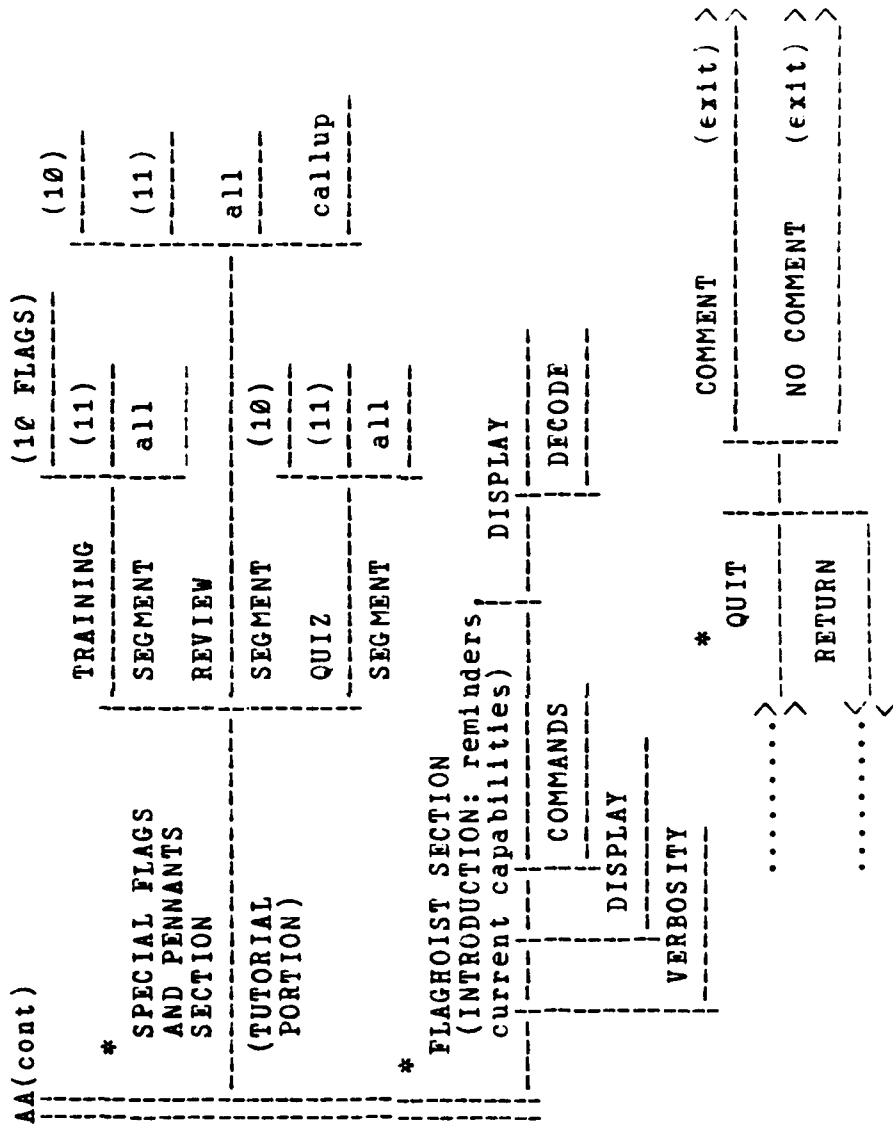 AA(cont)
*
SPECIAL FLAGS
AND PENNANTS
SECTION
(TUTORIAL
PORTION)
TRAINING
SEGMENT
(10 FLAGS)
(11)
all
REVIEW
SEGMENT
(10)
(11)
all
callup
QUIZ
SEGMENT
(10)
(11)
all
*
FLAGHOIST SECTION
(INTRODUCTION: reminders,
current capabilities)
COMMANDS
DISPLAY
VERBOSITY
DISPLAY
DECODE
*
QUIT
RETURN
COMMENT (exit) >
NO COMMENT (exit) >